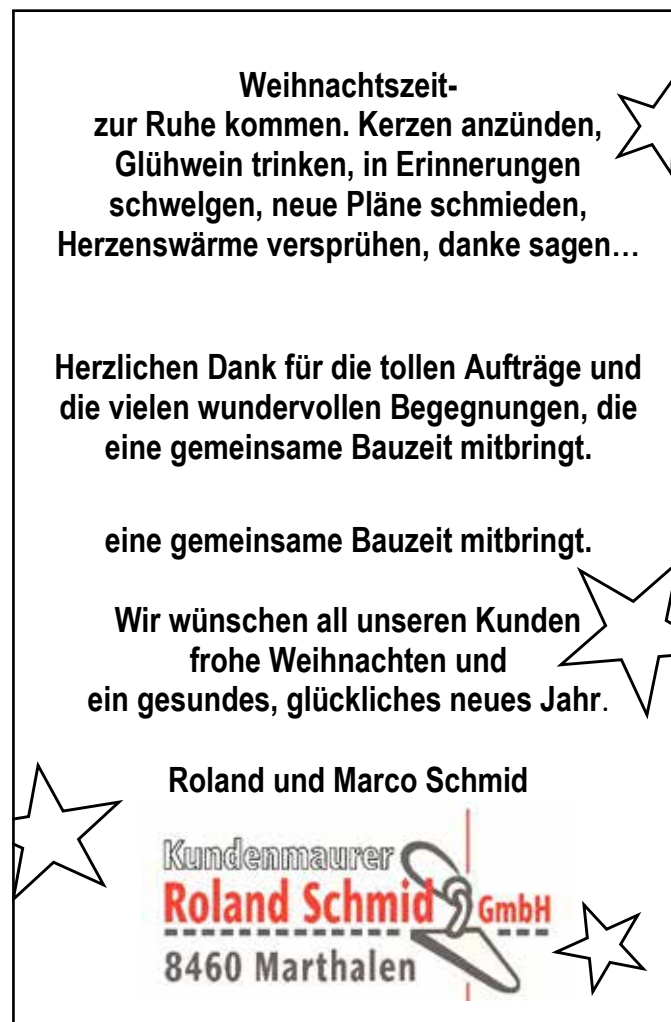 Weihnachtszeit-
zur Ruhe kommen. Kerzen anzünden,
Glühwein trinken, in Erinnerungen
schwelgen, neue Pläne schmieden,
Herzenswärme versprühen, danke sagen…
Herzlichen Dank für die tollen Aufträge und
die vielen wundervollen Begegnungen, die
eine gemeinsame Bauzeit mitbringt.
eine gemeinsame Bauzeit mitbringt.
Wir wünschen all unseren Kunden
frohe Weihnachten und
ein gesundes, glückliches neues Jahr.
Roland und Marco Schmid
Kundenmaurer
Roland Schmid GmbH
8460 Marthalen